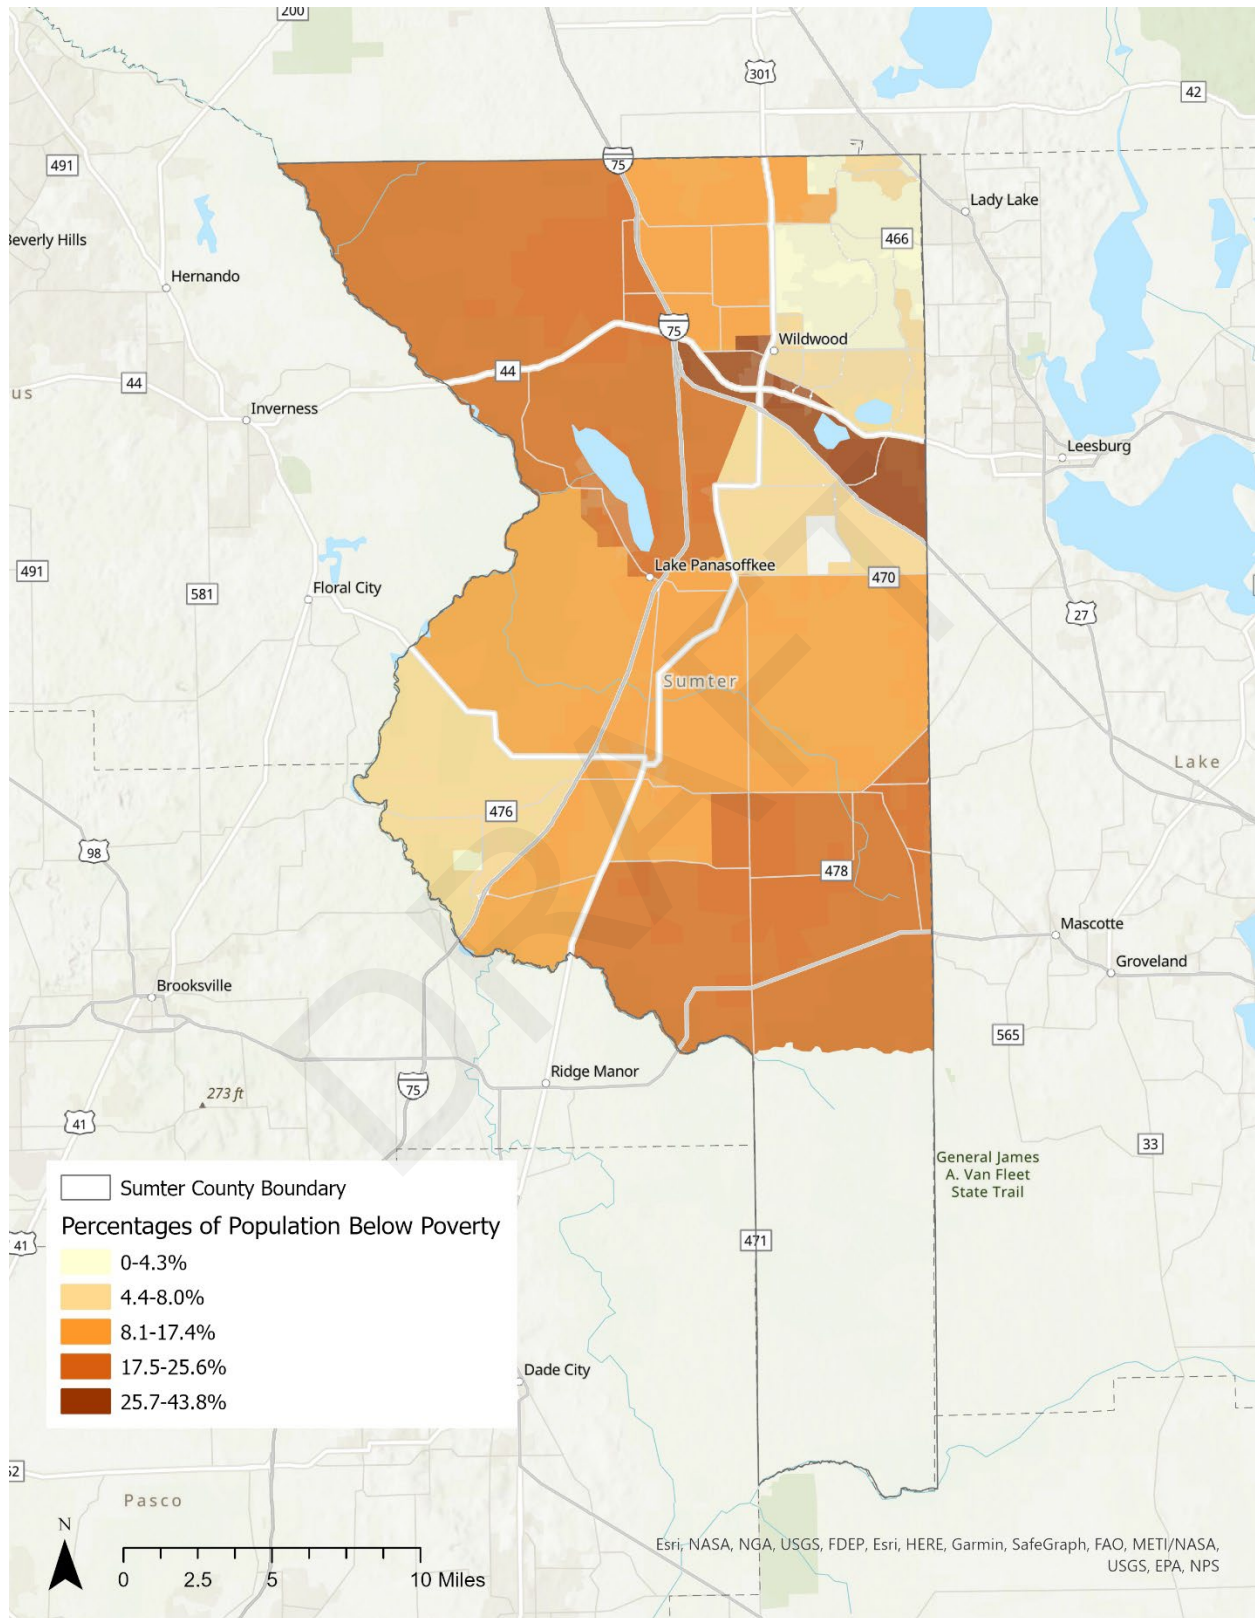 200
301
42
491
75
Lady Lake
Beverly Hills
466
Hernando
75
Wildwood
44
44
us
Inverness
Leesburg
491
Lake Panasoffkee
470
581
Floral City
27
Sumter
Lake
476
98
478
Mascotte
Groveland
Brooksville
565
Ridge Manor
75
273 ft
41
33
General James
A. Van Fleet
State Trail
DRAFT
Sumter County Boundary
Percentages of Population Below Poverty
471
41
0-4.3%
4.4-8.0%
8.1-17.4%
17.5-25.6%
25.7-43.8%
Dade City
52
Pasco
N
0 2.5 5 10 Miles
Esri, NASA, NGA, USGS, FDEP, Esri, HERE, Garmin, SafeGraph, FAO, METI/NASA,
USGS, EPA, NPS